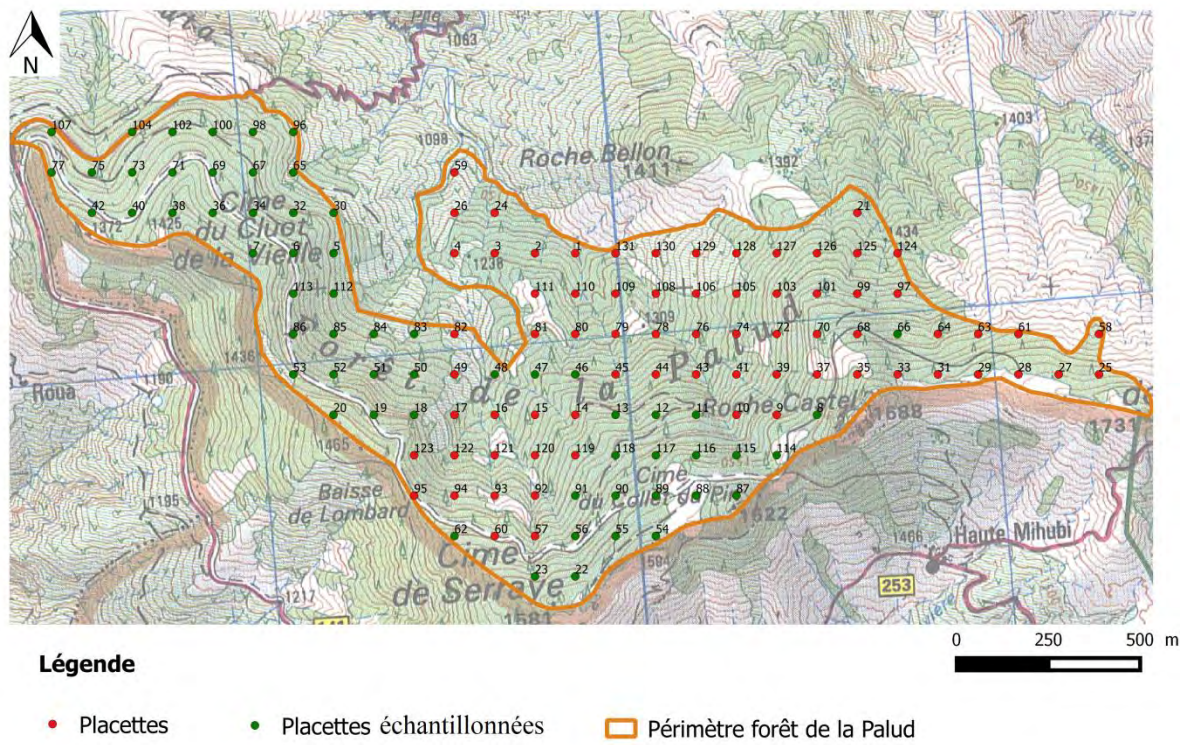 N
Pité
1083
107 104 102 100 98 96
1098
Roche Bellon
1411
1392
1403
1378
77 75 73 71 69 67 65
59
42 40 38 36 34 32 30
26 24 21
1372
1425
Cime
du Cluot
de la Vieille
1434
7 6 5
4 3 2 1 131 130 129 128 127 126 125 124
1238
113 112
111 110 109 108 106 105 103 101 99 97
1309
86 85 84 83 82 81 80 79 78 76 74 72 70 68 66 64 63 61 58
1436
Forêt de la Palud
53 52 51 50 49 48 47 46 45 44 43 41 39 37 35 33 31 29 28 27 25
Roua
1190
20 19 18 17 16 15 14 13 12 11 10 9 8
Roche Castel
1688
1731
1465
123 122 121 120 119 118 117 116 115 114
Baisse
de Lombard
Cime
du Collet du Pin
1195
95 94 93 92 91 90 89 88 87
1622
62 60 57 56 55 54
1466
Haute Mihubi
Cime
de Serraye
1584
23 22
253
1217
1581
0 250 500 m
Légende
Placettes
Placettes échantillonnées
Périmètre forêt de la Palud